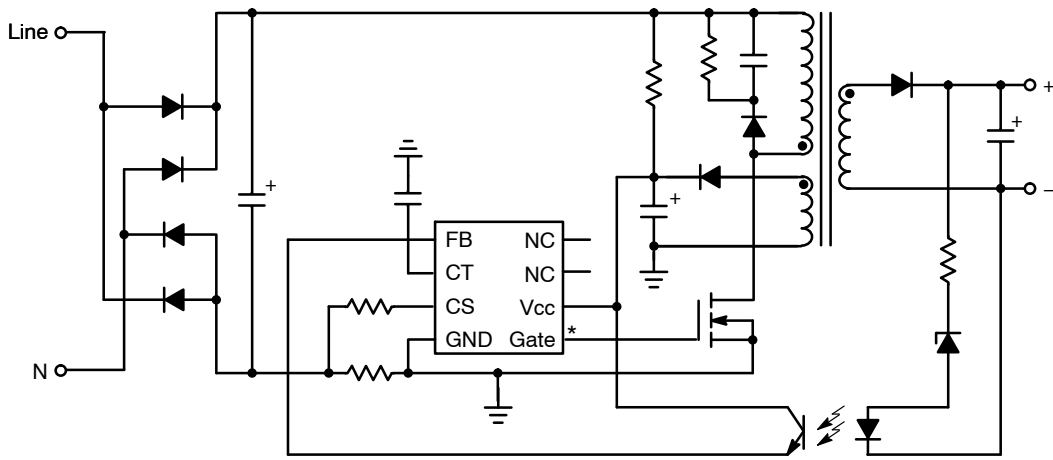 Line
+
+
+
+
−
FB
NC
CT
NC
CS
Vcc
GND
Gate
*
N